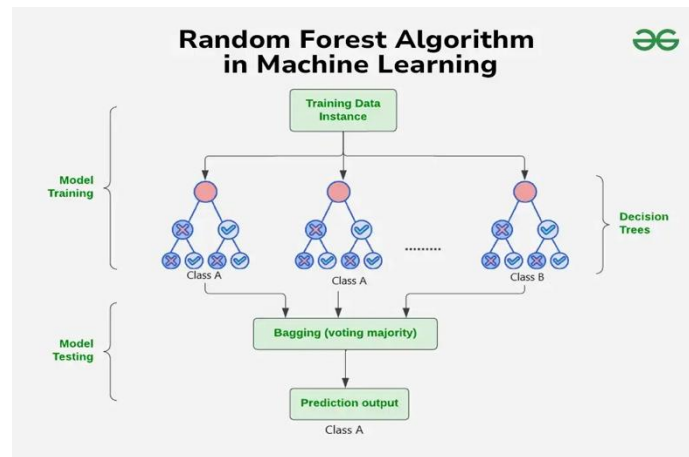 Random Forest Algorithm
in Machine Learning
Training Data
Instance
Model
Training
Decision
Trees
.........
Class A
Class A
Class B
Model
Testing
Bagging (voting majority)
Prediction output
Class A